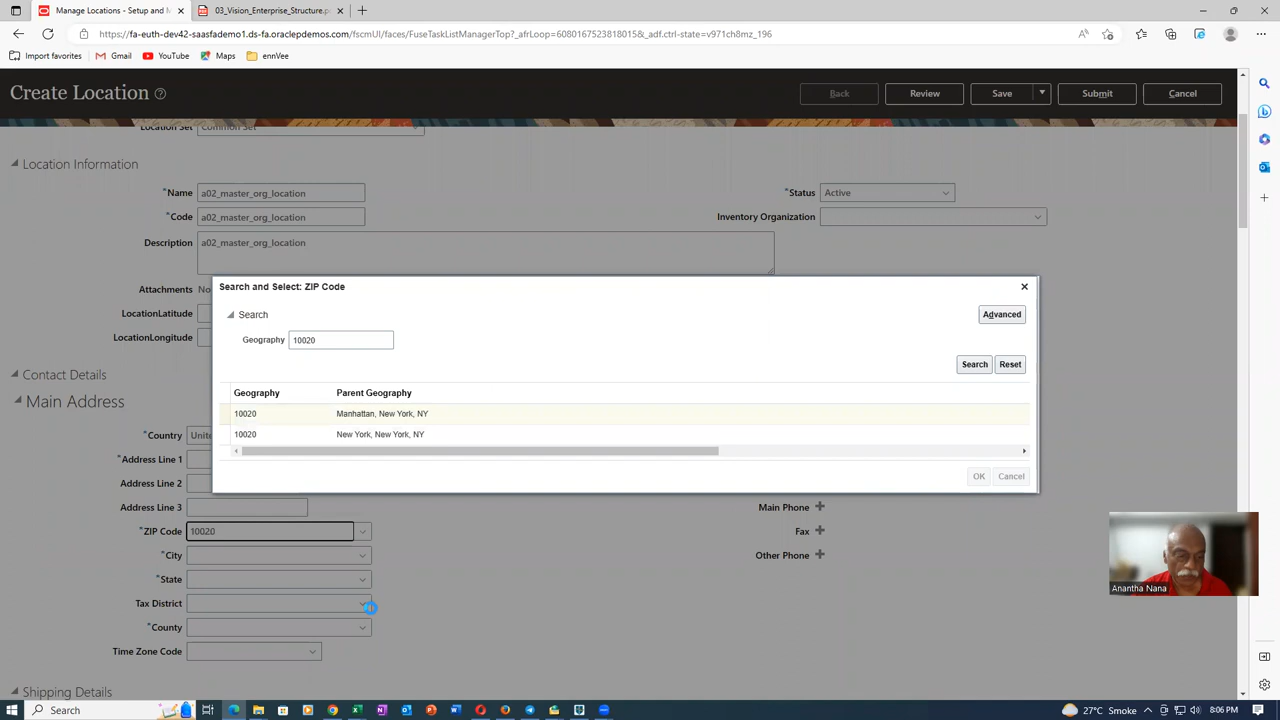 Manage Locations - Setup and M
03_Vision_Enterprise_Structure.p
https://fa-euth-dev42-saasfademo1.ds-fa.oraclepdemos.com/fscmUI/faces/FuseTaskListManagerTop?_afrLoop=6080167523818015&_adf.ctrl-state=v971ch8mz_196
Import favorites
Gmail
YouTube
Maps
ennVee
Create Location
Back
Review
Save
Submit
Cancel
Location Set Common Set
Location Information
*Name a02_master_org_location
*Status Active
*Code a02_master_org_location
Inventory Organization
Description a02_master_org_location
Search and Select: ZIP Code
Attachments No
LocationLatitude
Search
Advanced
LocationLongitude
Geography 10020
Search
Reset
Contact Details
Geography
Parent Geography
Main Address
10020 Manhattan, New York, NY
*Country Unite
10020 New York, New York, NY
*Address Line 1
Address Line 2
OK
Cancel
Address Line 3
Main Phone
*ZIP Code 10020
Fax
*City
Other Phone
*State
Anantha Nana
Tax District
*County
Time Zone Code
Shipping Details
Search
27°C Smoke
8:06 PM